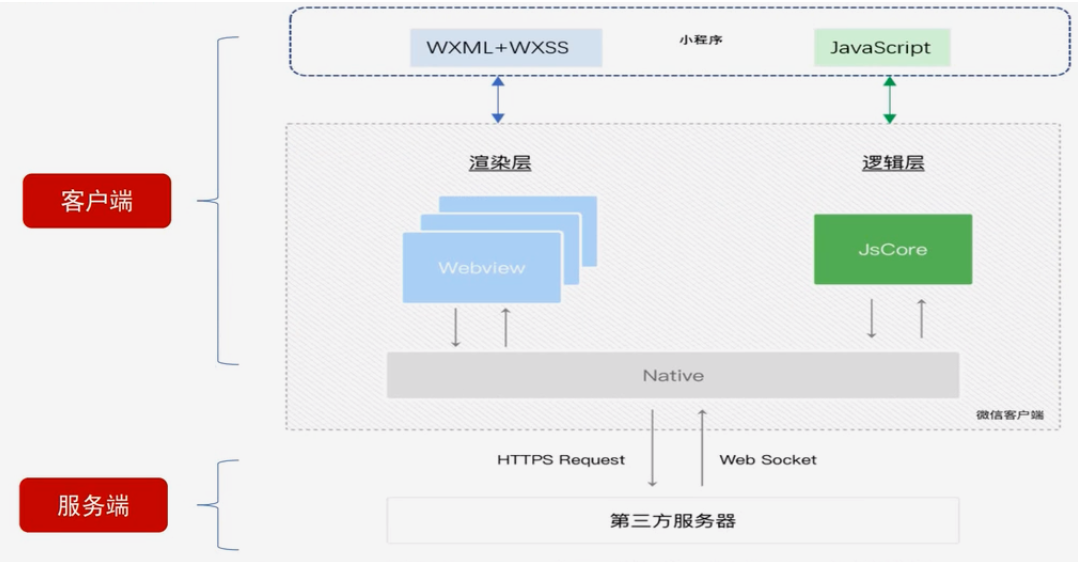 WXML+WXSS
小程序
JavaScript
渲染层
逻辑层
客户端
Webview
JsCore
Native
微信客户端
HTTPS Request
Web Socket
服务端
第三方服务器